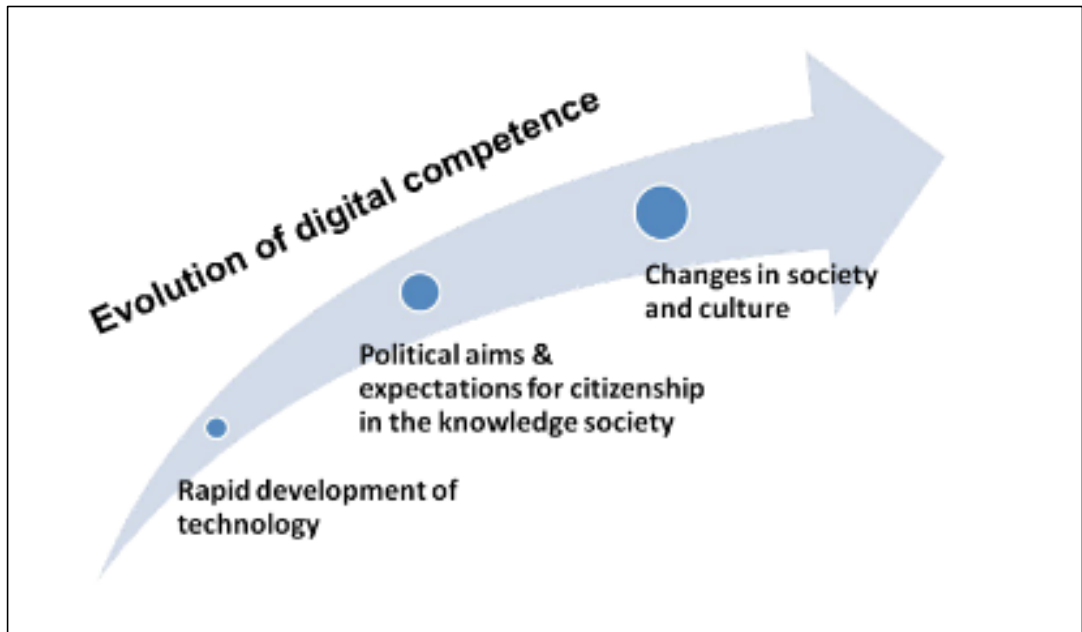 Evolution of digital competence
Changes in society
and culture
Political aims &
expectations for citizenship
in the knowledge society
Rapid development of
technology